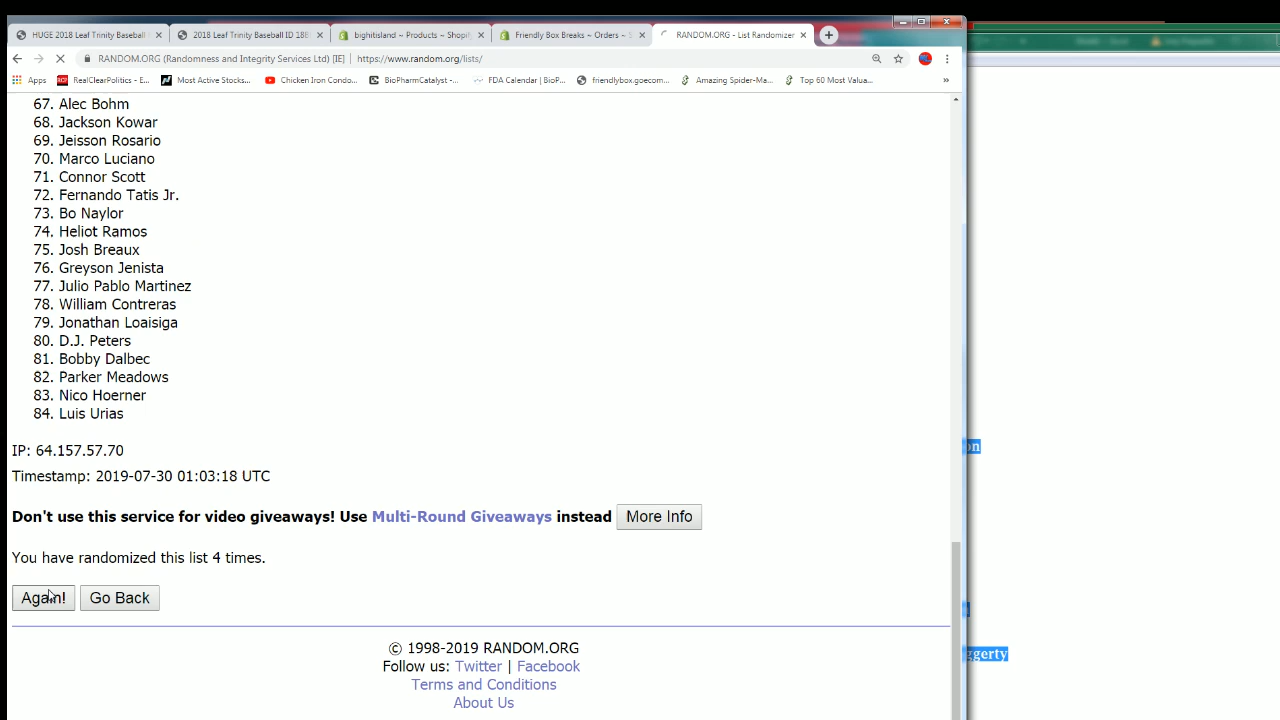 HUGE 2018 Leaf Trinity Baseball
2018 Leaf Trinity Baseball ID 18B
bighitisland ~ Products ~ Shopif
Friendly Box Breaks ~ Orders ~ S
RANDOM.ORG - List Randomizer
RANDOM.ORG (Randomness and Integrity Services Ltd) [IE] | https://www.random.org/lists/
Apps RealClearPolitics - E... Most Active Stocks... Chicken Iron Condo... BioPharmCatalyst -... FDA Calendar | BioP... friendlybox.goecom... Amazing Spider-Ma... Top 60 Most Valua... »
67. Alec Bohm
68. Jackson Kowar
69. Jeisson Rosario
70. Marco Luciano
71. Connor Scott
72. Fernando Tatis Jr.
73. Bo Naylor
74. Heliot Ramos
75. Josh Breaux
76. Greyson Jenista
77. Julio Pablo Martinez
78. William Contreras
79. Jonathan Loaisiga
80. D.J. Peters
81. Bobby Dalbec
82. Parker Meadows
83. Nico Hoerner
84. Luis Urias
IP: 64.157.57.70
Timestamp: 2019-07-30 01:03:18 UTC
Don't use this service for video giveaways! Use Multi-Round Giveaways instead More Info
You have randomized this list 4 times.
Again! Go Back
© 1998-2019 RANDOM.ORG
Follow us: Twitter | Facebook
Terms and Conditions
About Us
on
ggerty